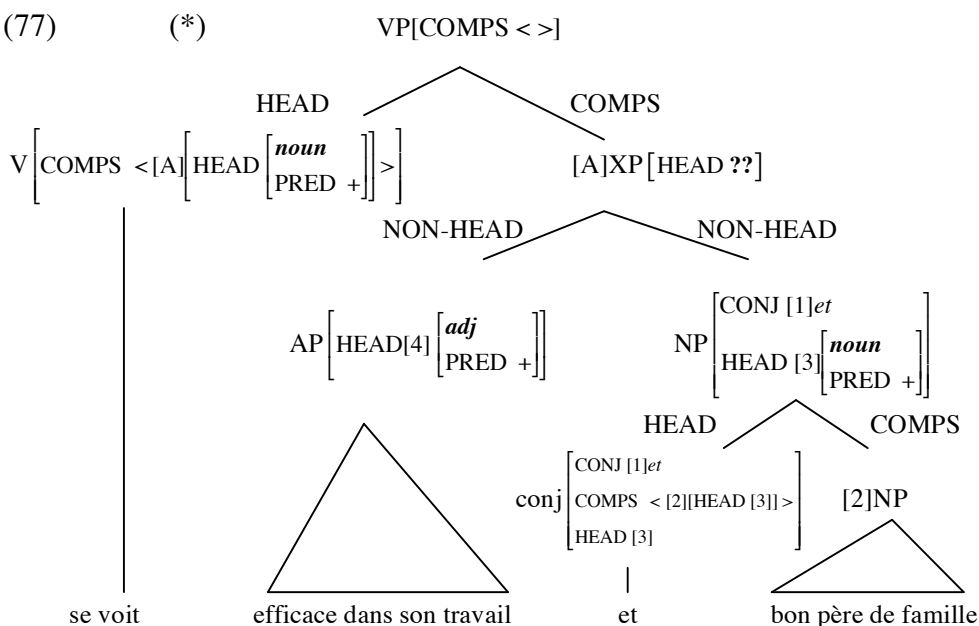 (77) (*) VP[COMPS < >]
HEAD COMPS
V[COMPS <[A][HEAD [noun PRED +]]>] [A]XP[HEAD ??]
NON-HEAD NON-HEAD
AP[HEAD[4] [adj PRED +]] NP[CONJ [1]et HEAD [3][noun PRED +]]
HEAD COMPS
conj[CONJ [1]et COMPS < [2][HEAD [3]] > HEAD [3]] [2]NP
se voit efficace dans son travail et bon père de famille